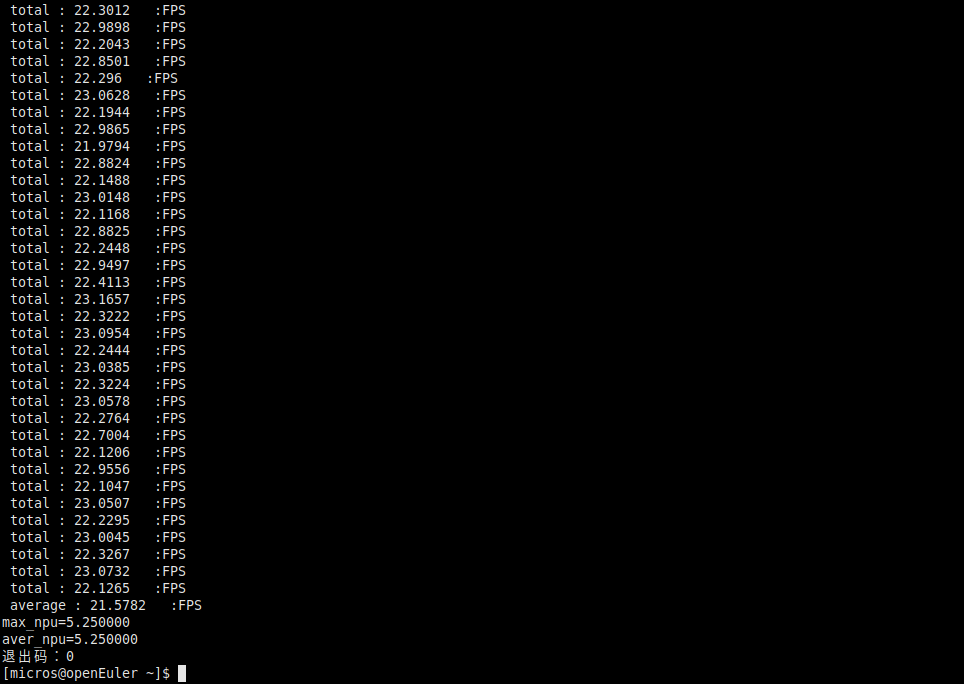 total : 22.3012   :FPS
total : 22.9898   :FPS
total : 22.2043   :FPS
total : 22.8501   :FPS
total : 22.296   :FPS
total : 23.0628   :FPS
total : 22.1944   :FPS
total : 22.9865   :FPS
total : 21.9794   :FPS
total : 22.8824   :FPS
total : 22.1488   :FPS
total : 23.0148   :FPS
total : 22.1168   :FPS
total : 22.8825   :FPS
total : 22.2448   :FPS
total : 22.9497   :FPS
total : 22.4113   :FPS
total : 23.1657   :FPS
total : 22.3222   :FPS
total : 23.0954   :FPS
total : 22.2444   :FPS
total : 23.0385   :FPS
total : 22.3224   :FPS
total : 23.0578   :FPS
total : 22.2764   :FPS
total : 22.7004   :FPS
total : 22.1206   :FPS
total : 22.9556   :FPS
total : 22.1047   :FPS
total : 23.0507   :FPS
total : 22.2295   :FPS
total : 23.0045   :FPS
total : 22.3267   :FPS
total : 23.0732   :FPS
total : 22.1265   :FPS
average : 21.5782   :FPS
max_npu=5.250000
aver_npu=5.250000
退出码：0
[micros@openEuler ~]$